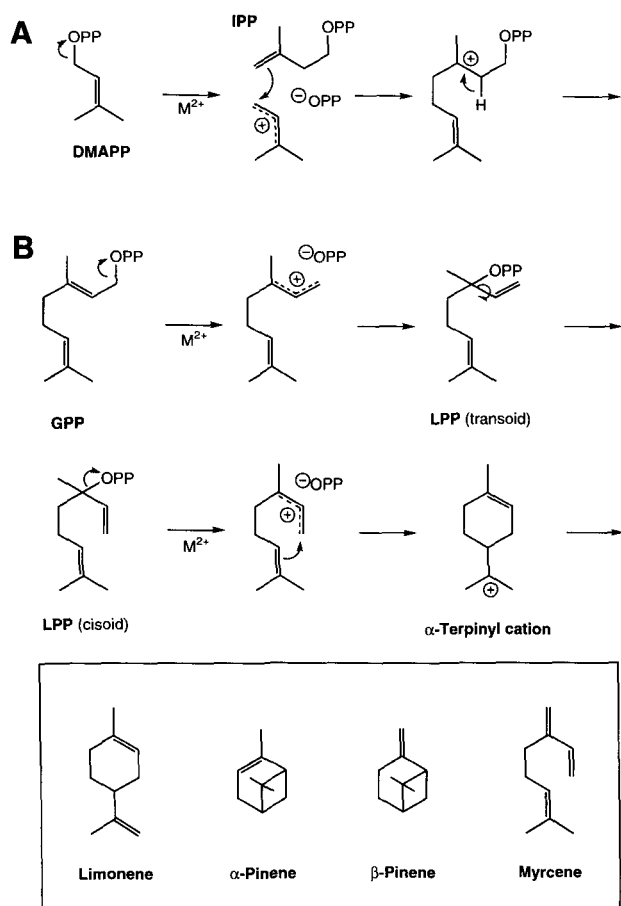 A
OPP
DMAPP
M2+
IPP
OPP
⊖OPP
⊕
OPP
⊕
H
B
OPP
GPP
M2+
⊖OPP
⊕
OPP
LPP (transoid)
OPP
LPP (cisoid)
M2+
⊖OPP
⊕
⊕
α-Terpinyl cation
Limonene
α-Pinene
β-Pinene
Myrcene